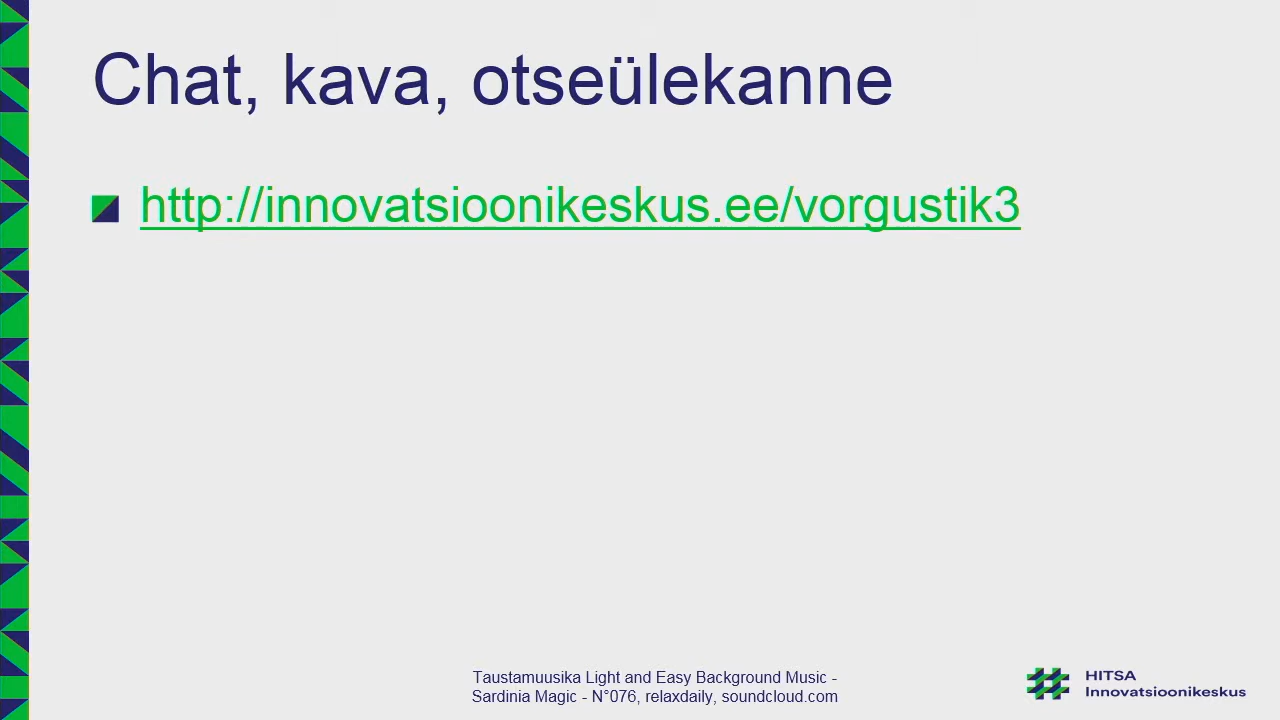 Chat, kava, otseülekanne
http://innovatsioonikeskus.ee/vorgustik3
Taustamuusika Light and Easy Background Music -
Sardinia Magic - N°076, relaxdaily, soundcloud.com
HITSA
Innovatsioonikeskus